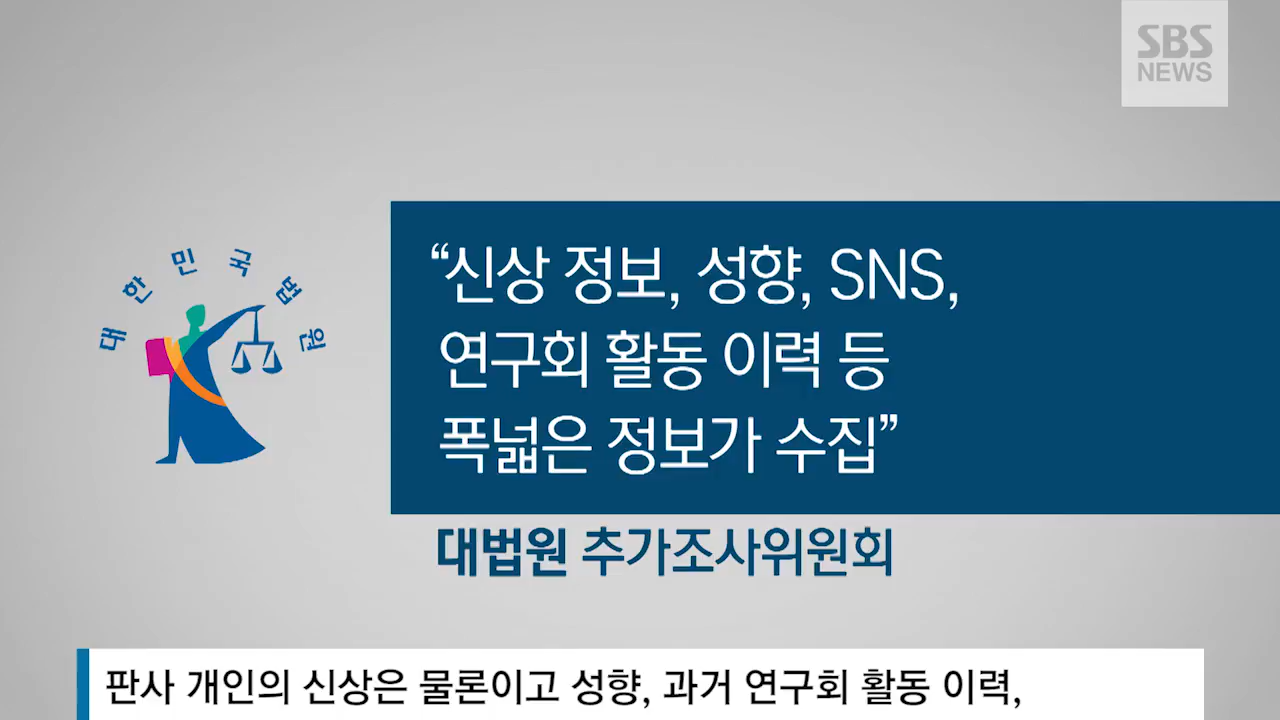 SBS
NEWS
대한민국법원
“신상 정보, 성향, SNS,
연구회 활동 이력 등
폭넓은 정보가 수집”
대법원 추가조사위원회
판사 개인의 신상은 물론이고 성향, 과거 연구회 활동 이력,